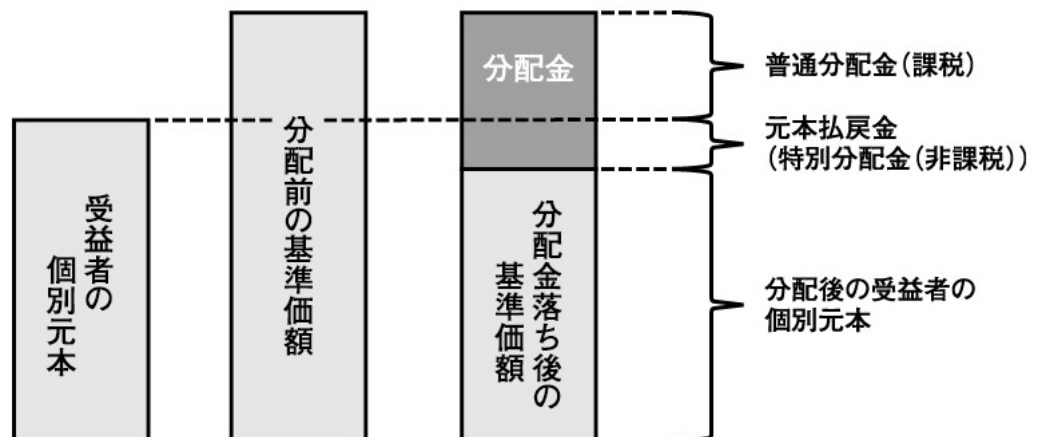 受益者の
個別元本
分配前の基準価額
分配金
分配金落ち後の
基準価額
普通分配金(課税)
元本払戻金
(特別分配金(非課税))
分配後の受益者の
個別元本